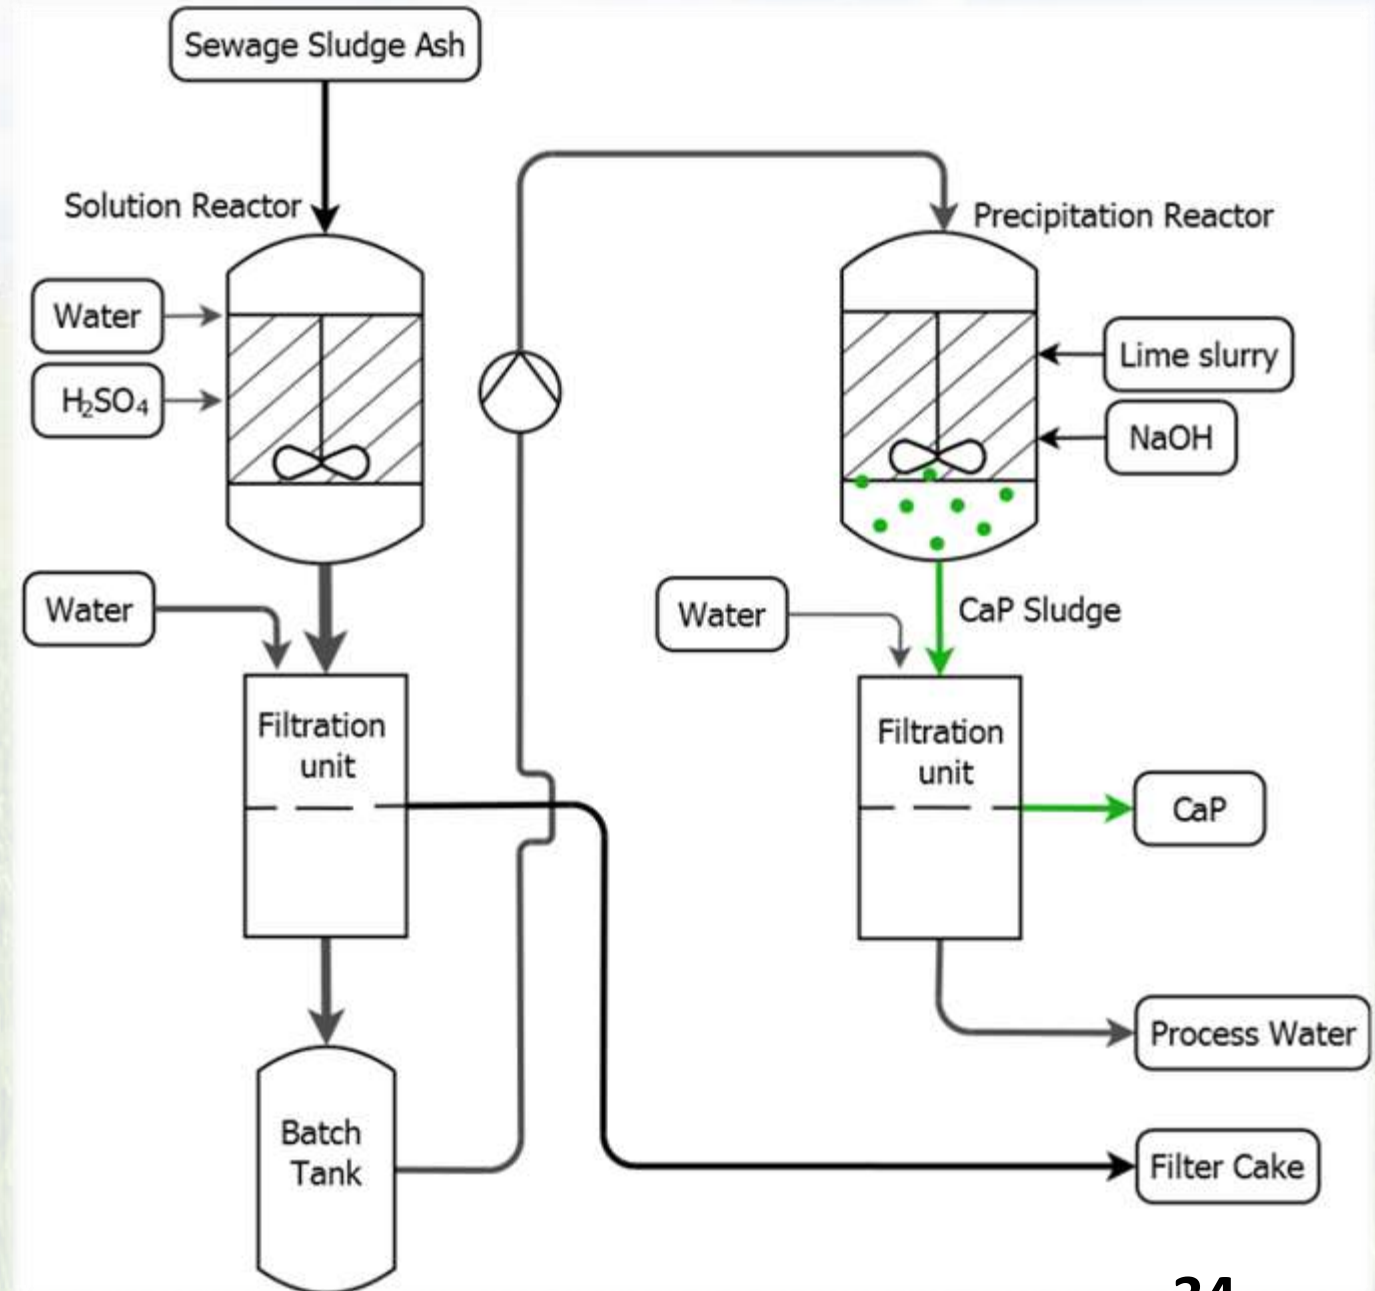 Sewage Sludge Ash
Solution Reactor
Precipitation Reactor
Water
H₂SO₄
Lime slurry
NaOH
Water
Water
CaP Sludge
Filtration
unit
Filtration
unit
CaP
Process Water
Batch
Tank
Filter Cake